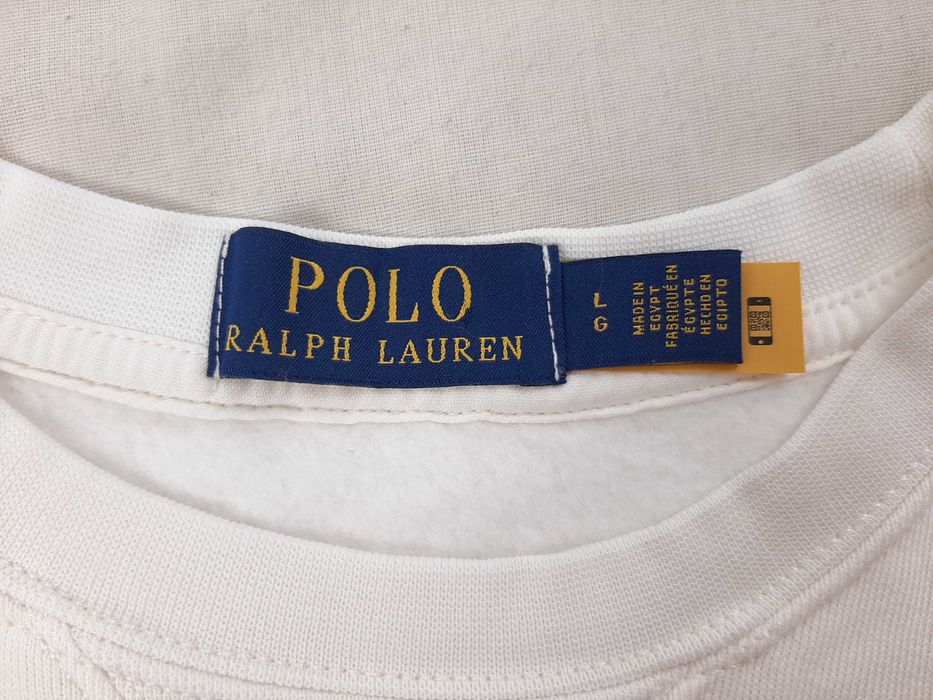 POLO
RALPH LAUREN
L
G
MADE IN
EGYPT
FABRIQUÉ EN
ÉGYPTE
HECHO EN
EGIPTO